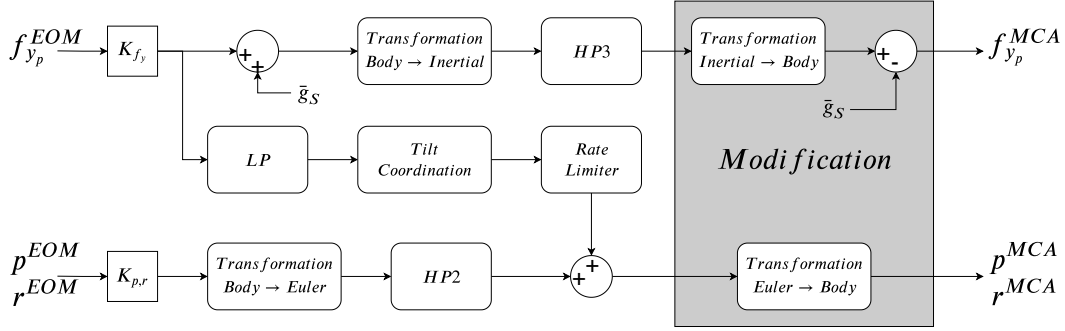 f_{y_p}^{EOM}
K_{f_y}
+
+
Transformation
Body → Inertial
HP3
Transformation
Inertial → Body
+
-
f_{y_p}^{MCA}
ḡ_S
ḡ_S
LP
Tilt
Coordination
Rate
Limiter
Modification
p^{EOM}
r^{EOM}
K_{p,r}
Transformation
Body → Euler
HP2
+
+
Transformation
Euler → Body
p^{MCA}
r^{MCA}